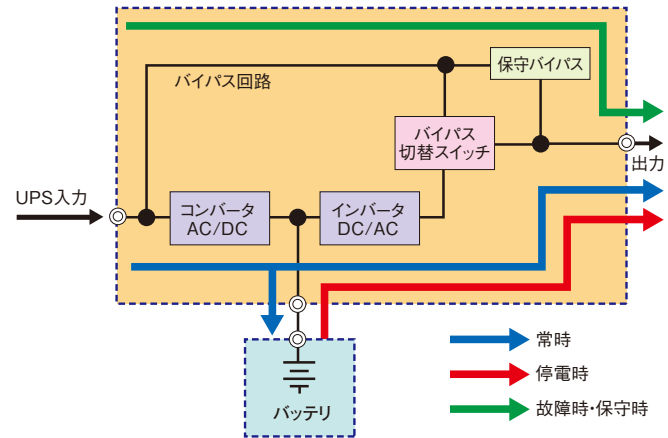 バイパス回路
保守バイパス
バイパス
切替スイッチ
出力
UPS入力
コンバータ
AC/DC
インバータ
DC/AC
バッテリ
常時
停電時
故障時・保守時